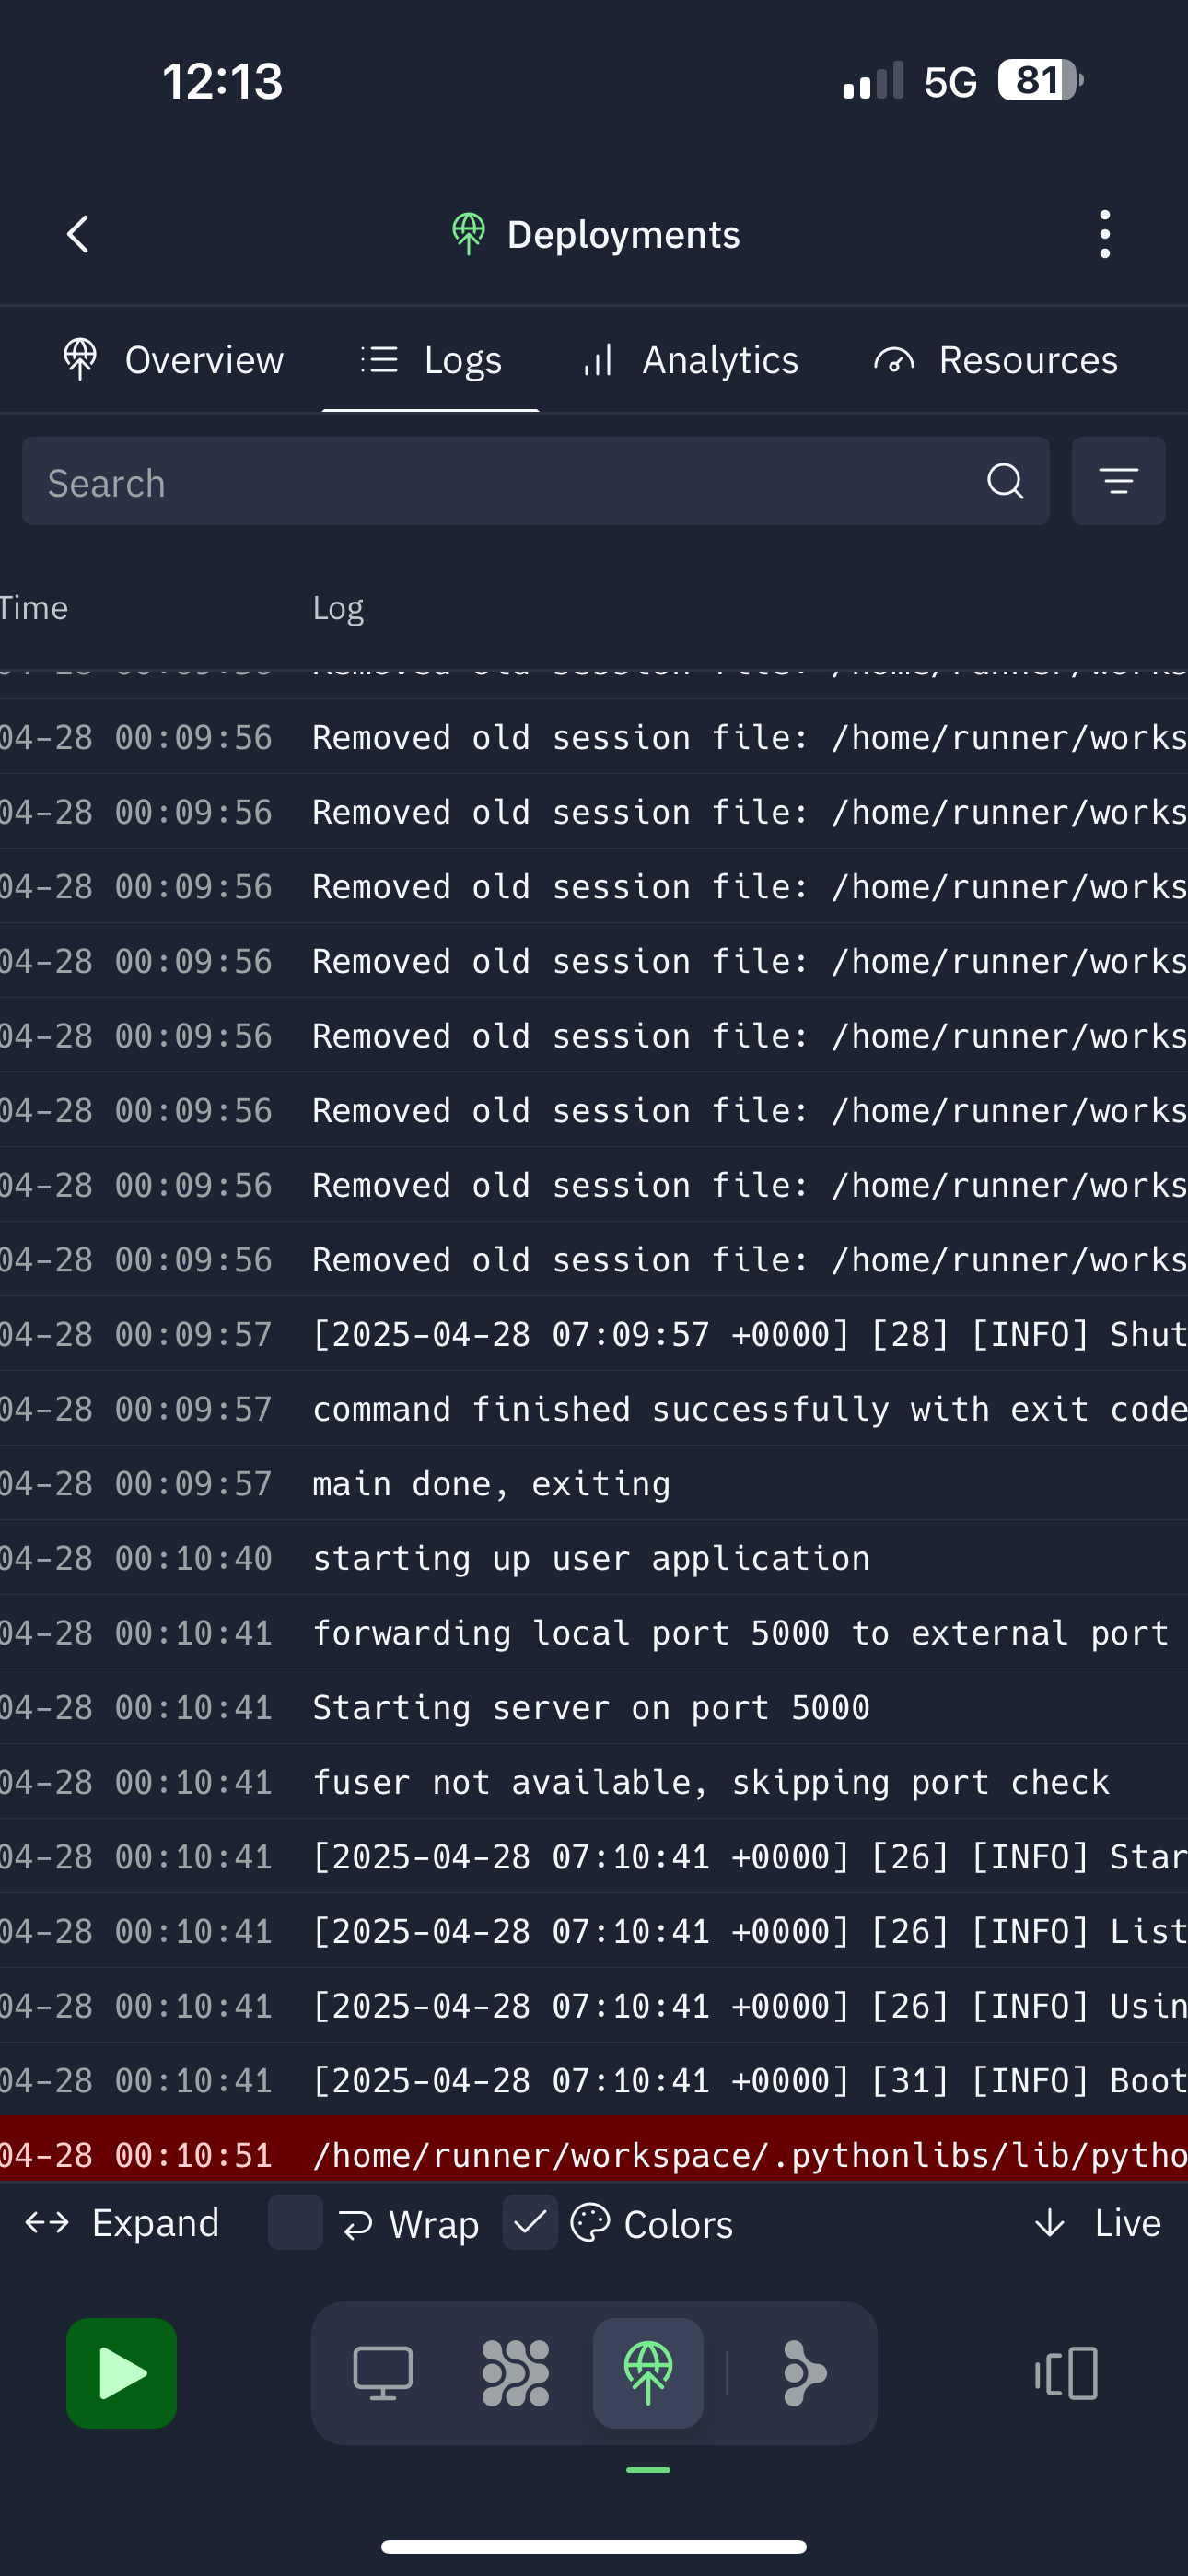 12:13
5G 81
Deployments
Overview Logs Analytics Resources
Search
Time Log
04-28 00:09:56 Removed old session file: /home/runner/works
04-28 00:09:56 Removed old session file: /home/runner/works
04-28 00:09:56 Removed old session file: /home/runner/works
04-28 00:09:56 Removed old session file: /home/runner/works
04-28 00:09:56 Removed old session file: /home/runner/works
04-28 00:09:56 Removed old session file: /home/runner/works
04-28 00:09:56 Removed old session file: /home/runner/works
04-28 00:09:56 Removed old session file: /home/runner/works
04-28 00:09:57 [2025-04-28 07:09:57 +0000] [28] [INFO] Shut
04-28 00:09:57 command finished successfully with exit code
04-28 00:09:57 main done, exiting
04-28 00:10:40 starting up user application
04-28 00:10:41 forwarding local port 5000 to external port
04-28 00:10:41 Starting server on port 5000
04-28 00:10:41 fuser not available, skipping port check
04-28 00:10:41 [2025-04-28 07:10:41 +0000] [26] [INFO] Star
04-28 00:10:41 [2025-04-28 07:10:41 +0000] [26] [INFO] List
04-28 00:10:41 [2025-04-28 07:10:41 +0000] [26] [INFO] Usin
04-28 00:10:41 [2025-04-28 07:10:41 +0000] [31] [INFO] Boot
04-28 00:10:51 /home/runner/workspace/.pythonlibs/lib/pytho
Expand Wrap Colors Live